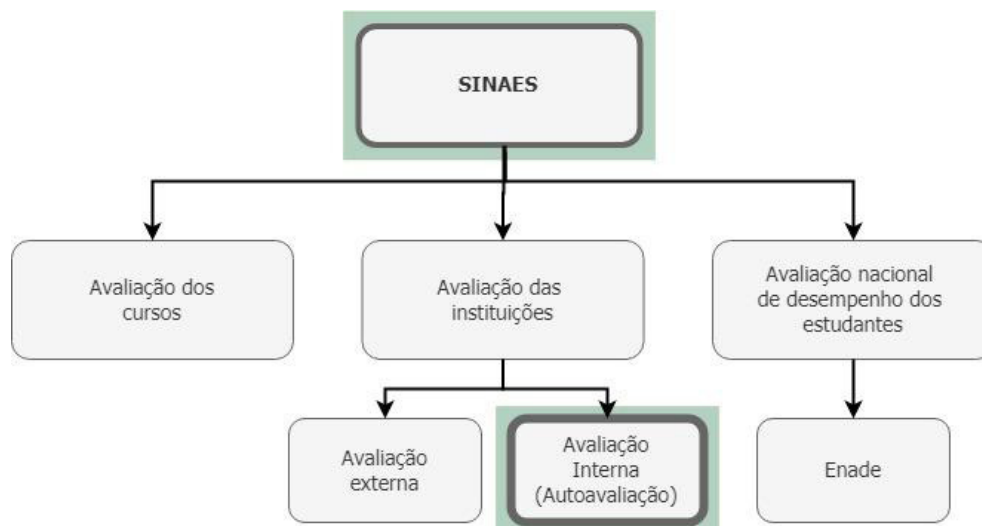 SINAES
Avaliação dos
cursos
Avaliação das
instituições
Avaliação nacional
de desempenho dos
estudantes
Avaliação
externa
Avaliação
Interna
(Autoavaliação)
Enade